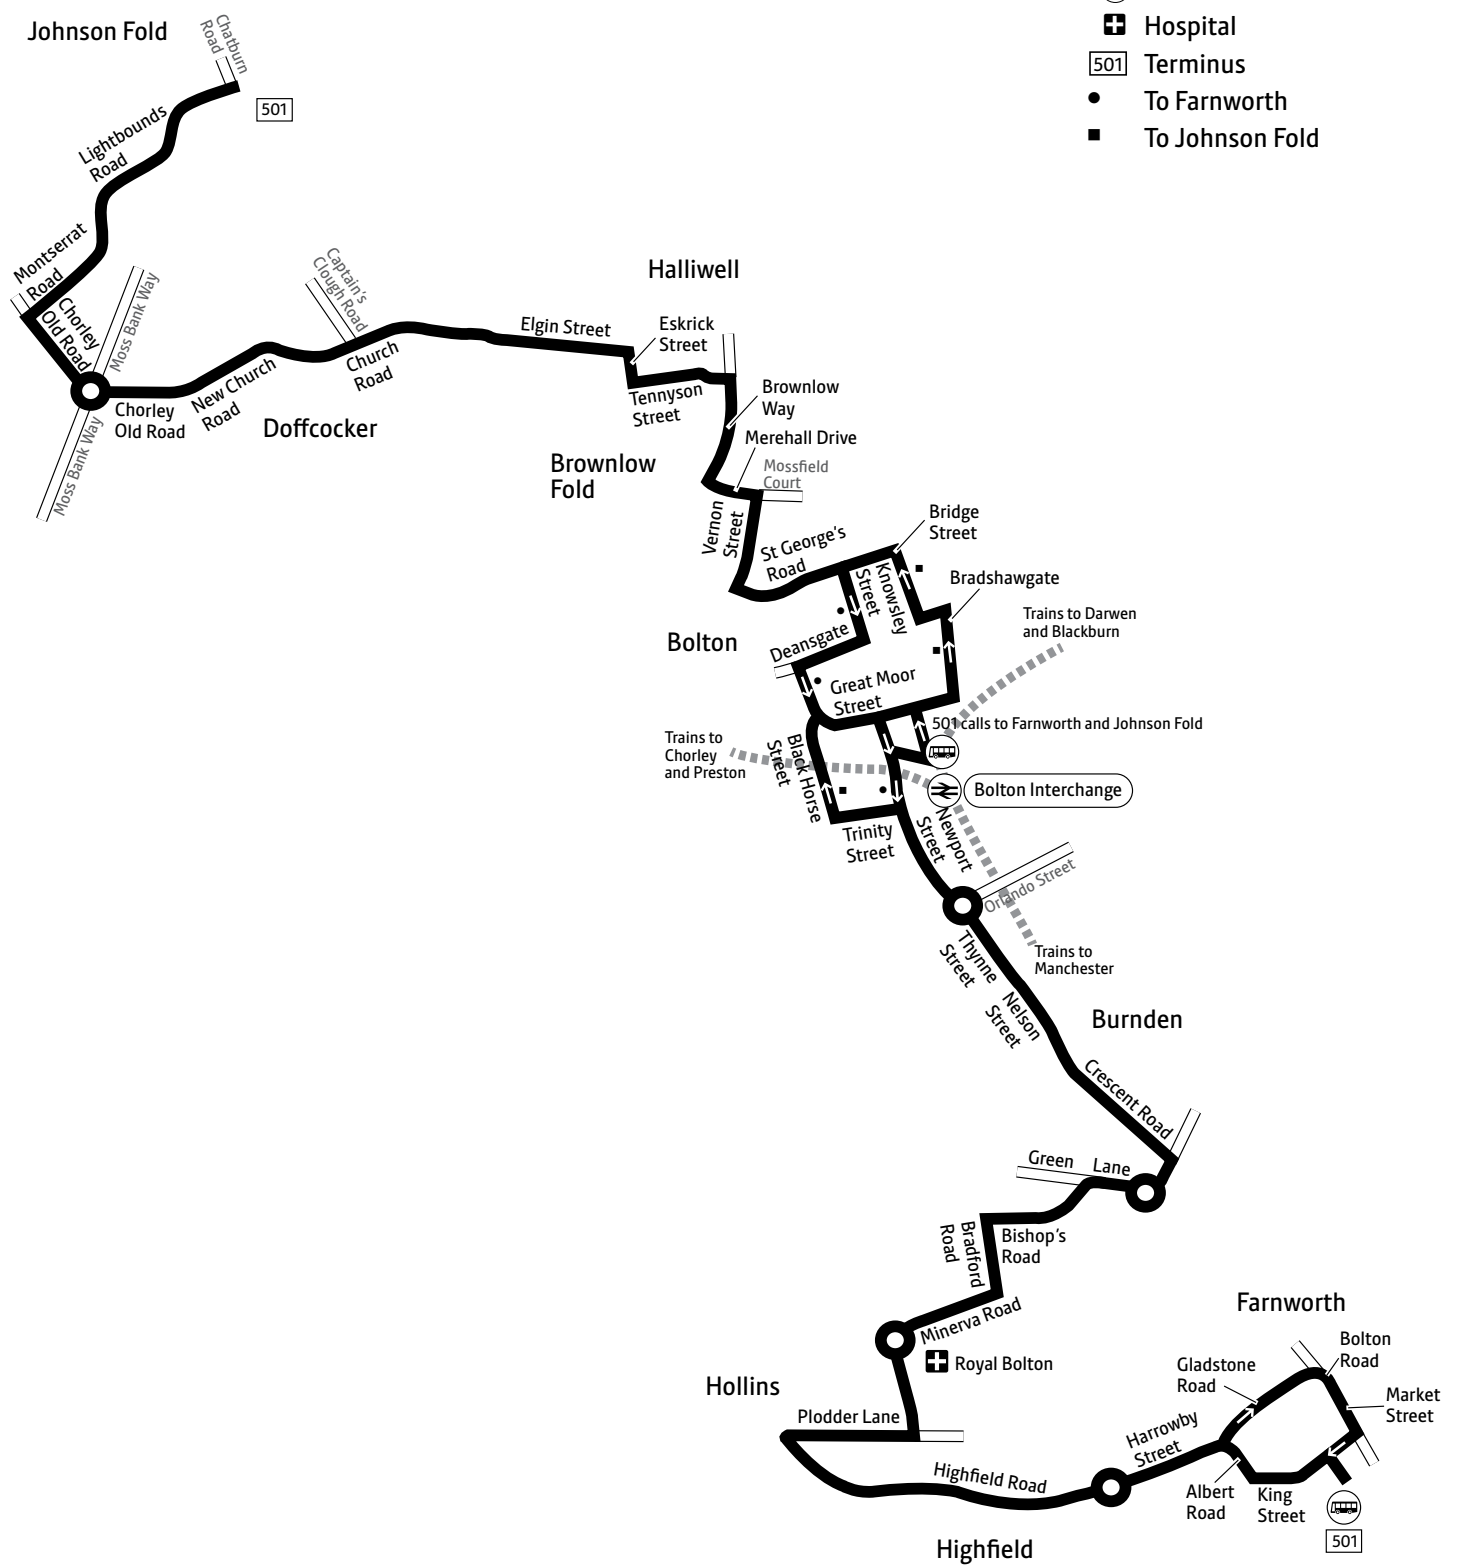 Johnson Fold
Chatburn
Road
501
Hospital
501
Terminus
To Farnworth
To Johnson Fold
Lightbounds
Road
Montserrat
Road
Chorley
Old Road
Moss Bank Way
Moss Bank Way
Chorley
Old Road
New Church
Road
Captain's
Clough Road
Church
Road
Doffcocker
Elgin Street
Halliwell
Eskrick
Street
Tennyson
Street
Brownlow
Way
Merehall Drive
Brownlow
Fold
Mossfield
Court
Vernon
Street
St George's
Road
Bridge
Street
Knowsley
Street
Bradshawgate
Trains to Darwen
and Blackburn
Bolton
Deansgate
Great Moor
Street
501 calls to Farnworth and Johnson Fold
Trains to
Chorley
and Preston
Black Horse
Street
Bolton Interchange
Trinity
Street
Newport
Street
Orlando Street
Trains to
Manchester
Thynne
Street
Nelson
Street
Burnden
Crescent Road
Green Lane
Bishop's
Road
Bradford
Road
Minerva Road
Royal Bolton
Hollins
Plodder Lane
Highfield Road
Highfield
Farnworth
Harrowby
Street
Gladstone
Road
Bolton
Road
Market
Street
Albert
Road
King
Street
501